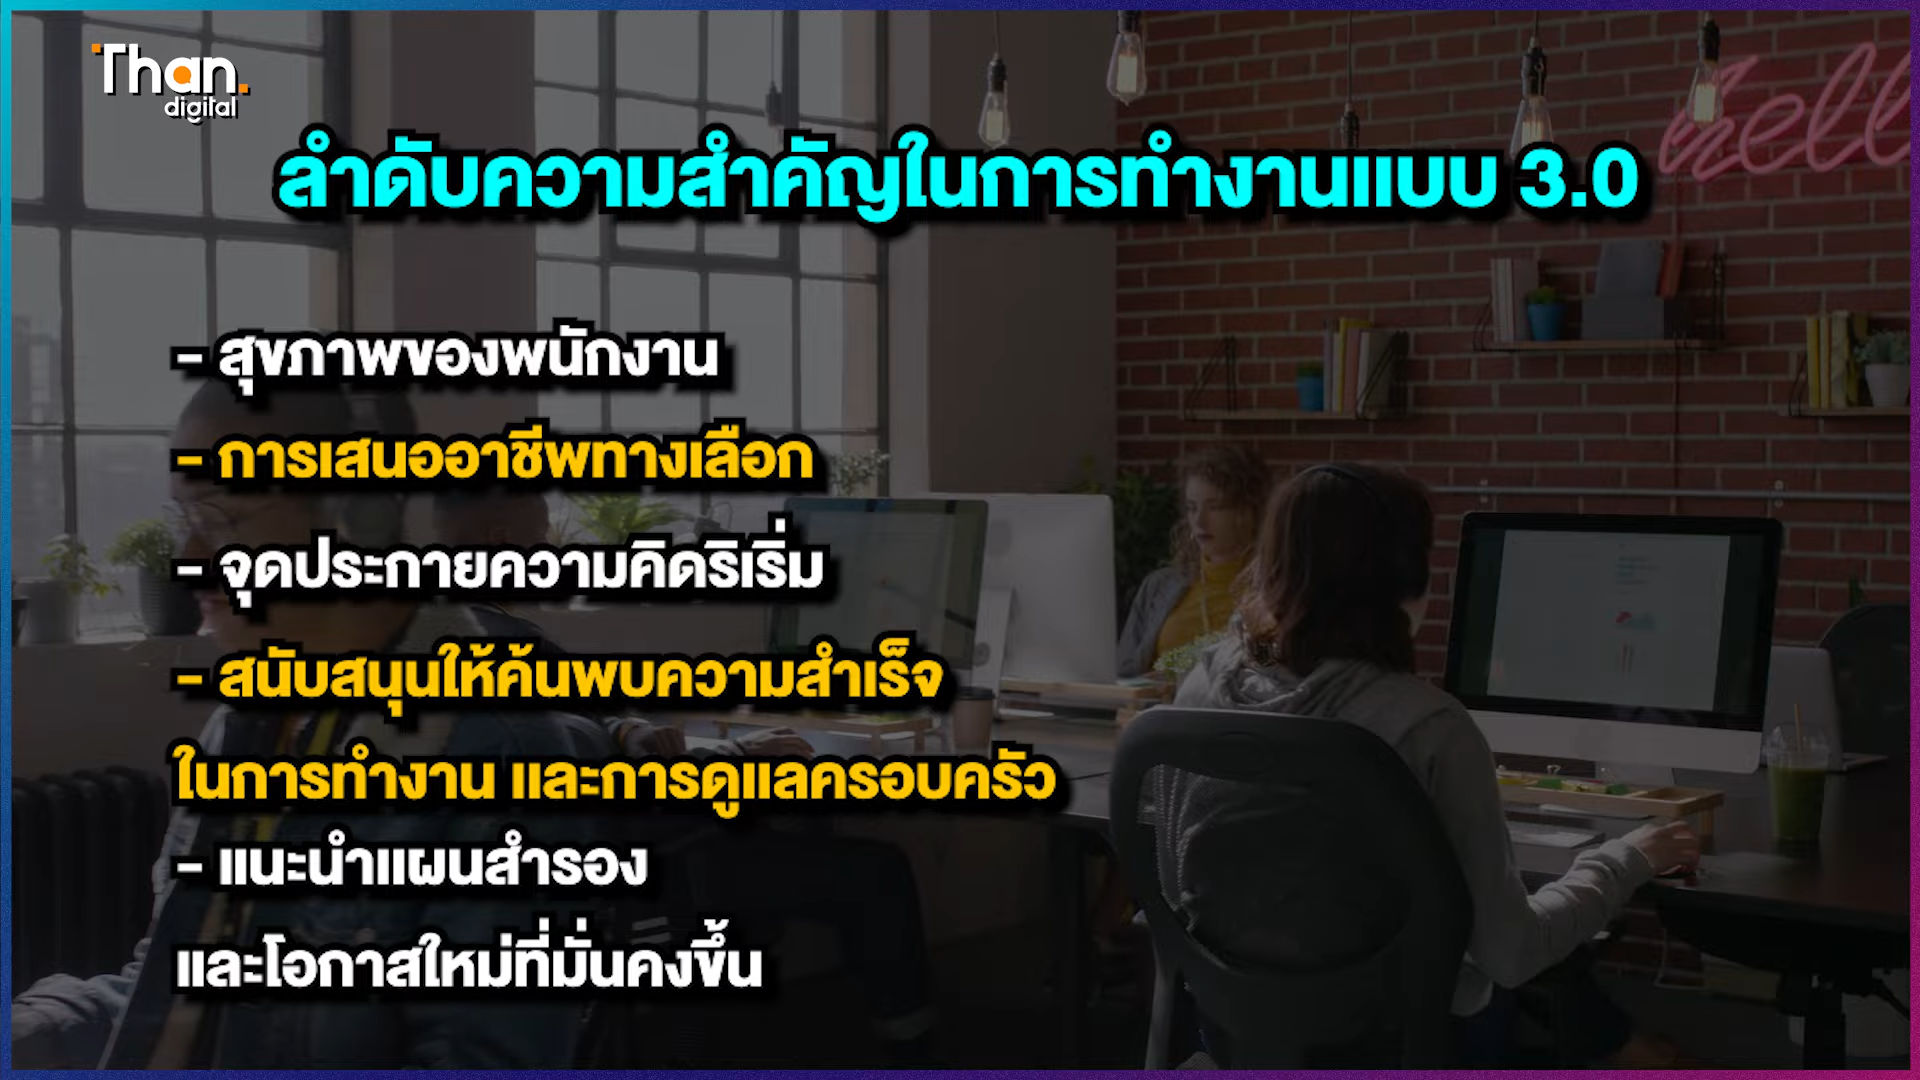 Than.
digital
ลำดับความสำคัญในการทำงานแบบ 3.0
- สุขภาพของพนักงาน
- การเสนออาชีพทางเลือก
- จุดประกายความคิดริเริ่ม
- สนับสนุนให้ค้นพบความสำเร็จ
ในการทำงาน และการดูแลครอบครัว
- แนะนำแผนสำรอง
และโอกาสใหม่ที่มั่นคงขึ้น